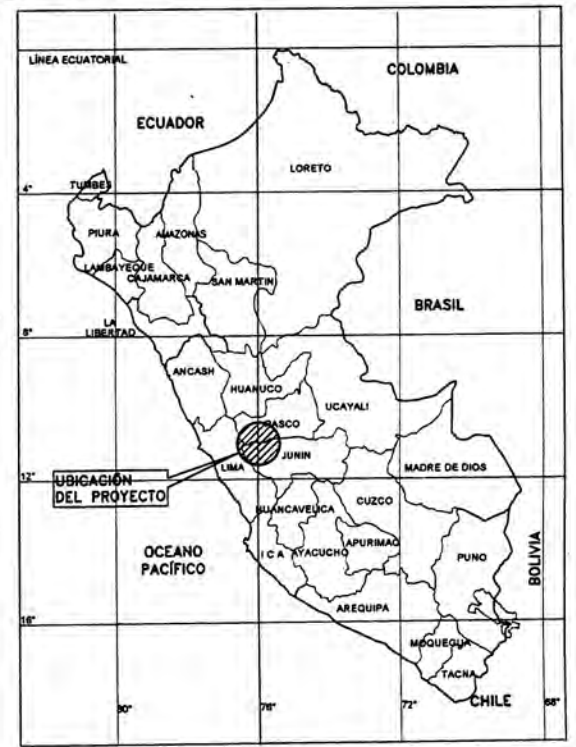 LÍNEA ECUATORIAL
COLOMBIA
ECUADOR
LORETO
TUMBES
4°
PIURA
AMAZONAS
LAMBAYEQUE
CAJAMARCA
SAN MARTIN
BRASIL
LA
LIBERTAD
8°
ANCASH
HUANUCO
UCAYALI
PASCO
JUNIN
LIMA
MADRE DE DIOS
UBICACIÓN
DEL PROYECTO
12°
HUANCAVELICA
CUZCO
OCEANO
PACÍFICO
I C A
AYACUCHO
APURIMAC
PUNO
BOLIVIA
AREQUIPA
16°
MOQUEGUA
TACNA
CHILE
80°
76°
72°
68°